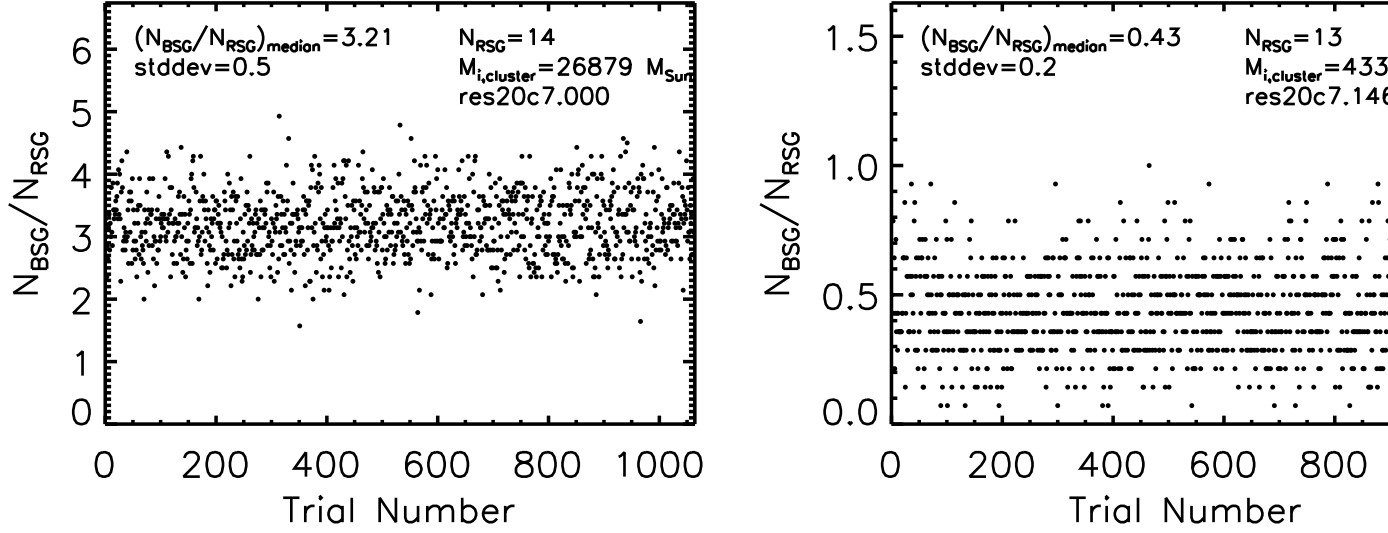 (N_BSG/N_RSG)_median=3.21
stddev=0.5
N_RSG=14
M_i,cluster=26879 M_Sun
res20c7.000
6
5
4
3
2
1
0
N_BSG/N_RSG
0 200 400 600 800 1000
Trial Number
(N_BSG/N_RSG)_median=0.43
stddev=0.2
N_RSG=13
M_i,cluster=433
res20c7.146
1.5
1.0
0.5
0.0
N_BSG/N_RSG
0 200 400 600 800
Trial Number